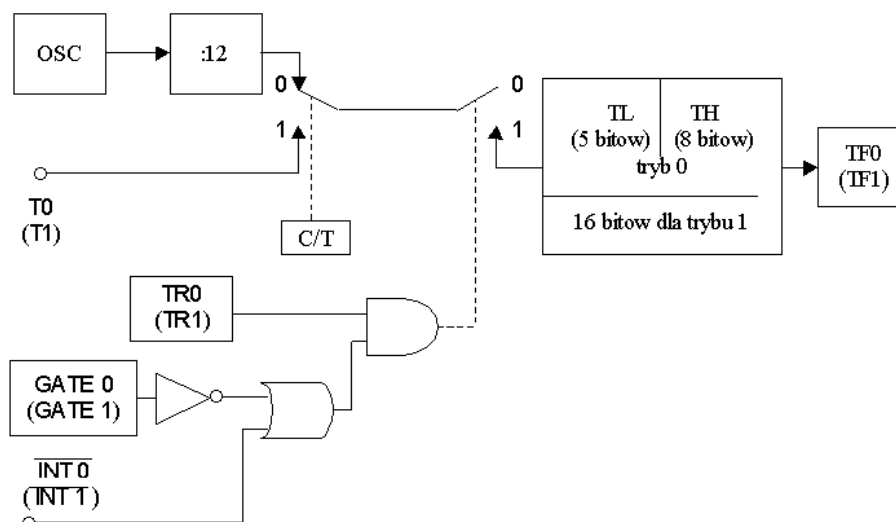 OSC
:12
0
1
0
1
T0
(T1)
C/T
TL
(5 bitow)
TH
(8 bitow)
tryb 0
16 bitow dla trybu 1
TF0
(TF1)
TR0
(TR1)
GATE 0
(GATE 1)
INT 0
(INT 1)